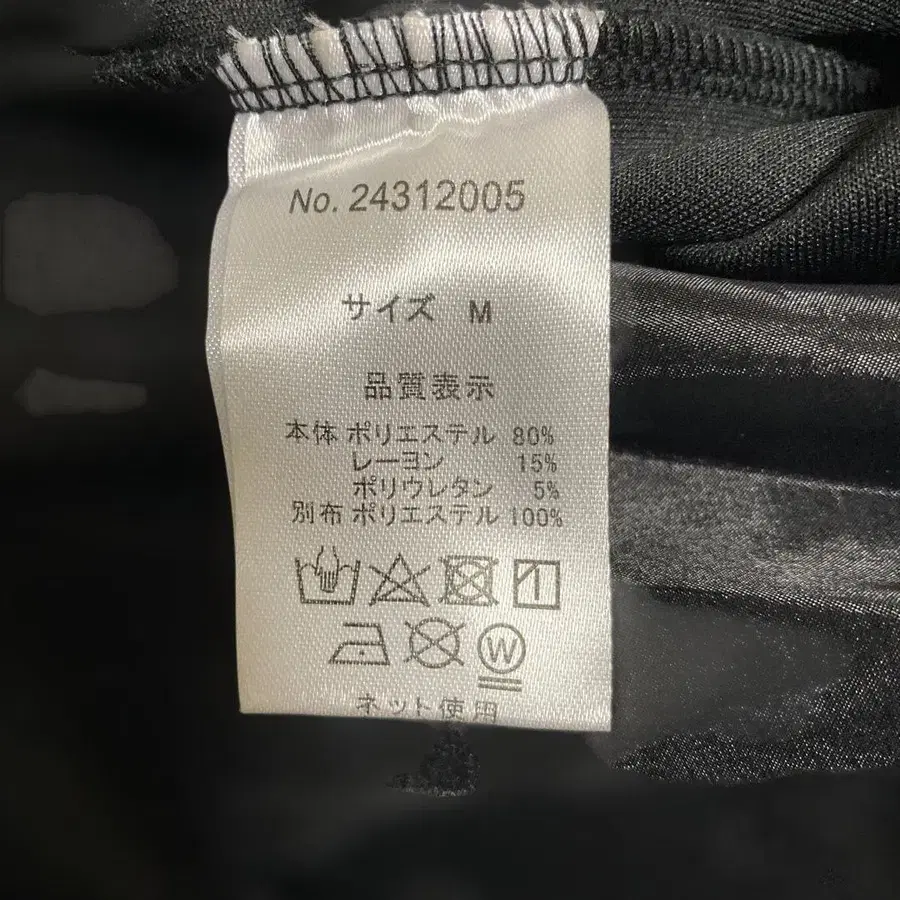 No. 24312005
サイズ M
品質表示
本体 ポリエステル 80%
レーヨン 15%
ポリウレタン 5%
別布 ポリエステル 100%
W
ネット使用